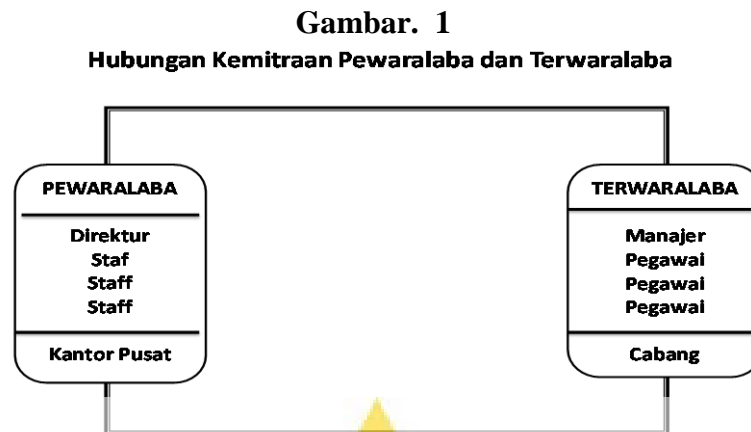 Gambar. 1
Hubungan Kemitraan Pewaralaba dan Terwaralaba
PEWARALABA
Direktur
Staf
Staff
Staff
Kantor Pusat
TERWARALABA
Manajer
Pegawai
Pegawai
Pegawai
Cabang